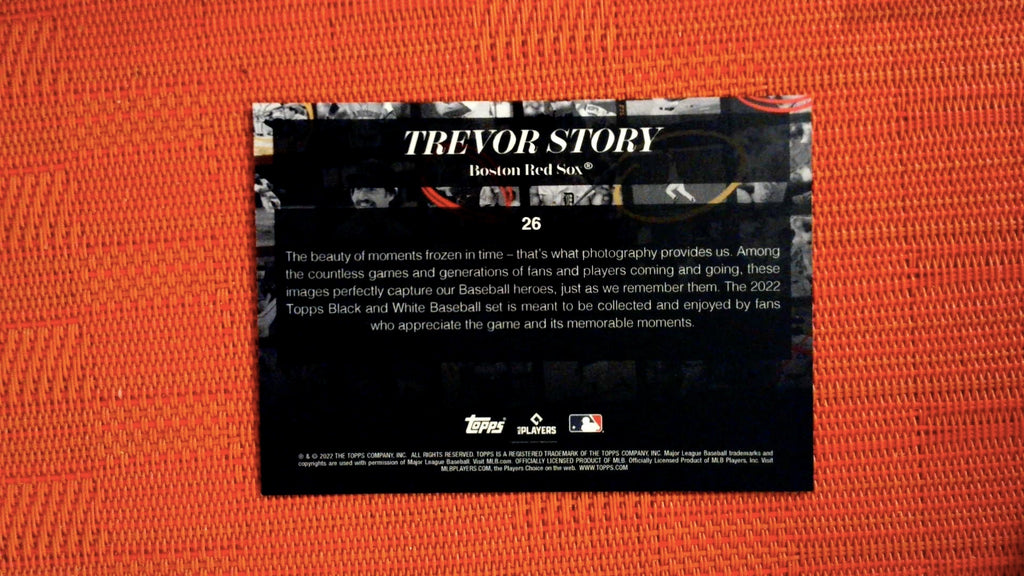 TREVOR STORY
Boston Red Sox®
26
The beauty of moments frozen in time – that's what photography provides us. Among
the countless games and generations of fans and players coming and going, these
images perfectly capture our Baseball heroes, just as we remember them. The 2022
Topps Black and White Baseball set is meant to be collected and enjoyed by fans
who appreciate the game and its memorable moments.
Topps® PLAYERS
® & © 2022 THE TOPPS COMPANY, INC. ALL RIGHTS RESERVED. TOPPS IS A REGISTERED TRADEMARK OF THE TOPPS COMPANY, INC. Major League Baseball trademarks and
copyrights are used with permission of Major League Baseball. Visit MLB.com. OFFICIALLY LICENSED PRODUCT OF MLB Officially Licensed Product of MLB Players, Inc. Visit
MLBPLAYERS.COM, the Players Choice on the web. WWW.TOPPS.COM